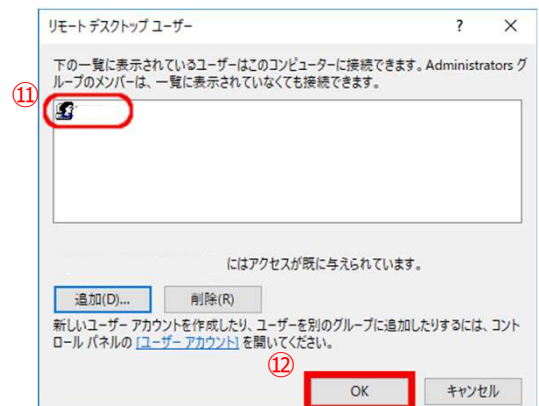 リモート デスクトップ ユーザー
下の一覧に表示されているユーザーはこのコンピューターに接続できます。Administrators グ
ループのメンバーは、一覧に表示されていなくても接続できます。
⑪
にはアクセスが既に与えられています。
追加(D)... 削除(R)
新しいユーザー アカウントを作成したり、ユーザーを別のグループに追加したりするには、コント
ロール パネルの [ユーザー アカウント] を開いてください。
⑫
OK キャンセル